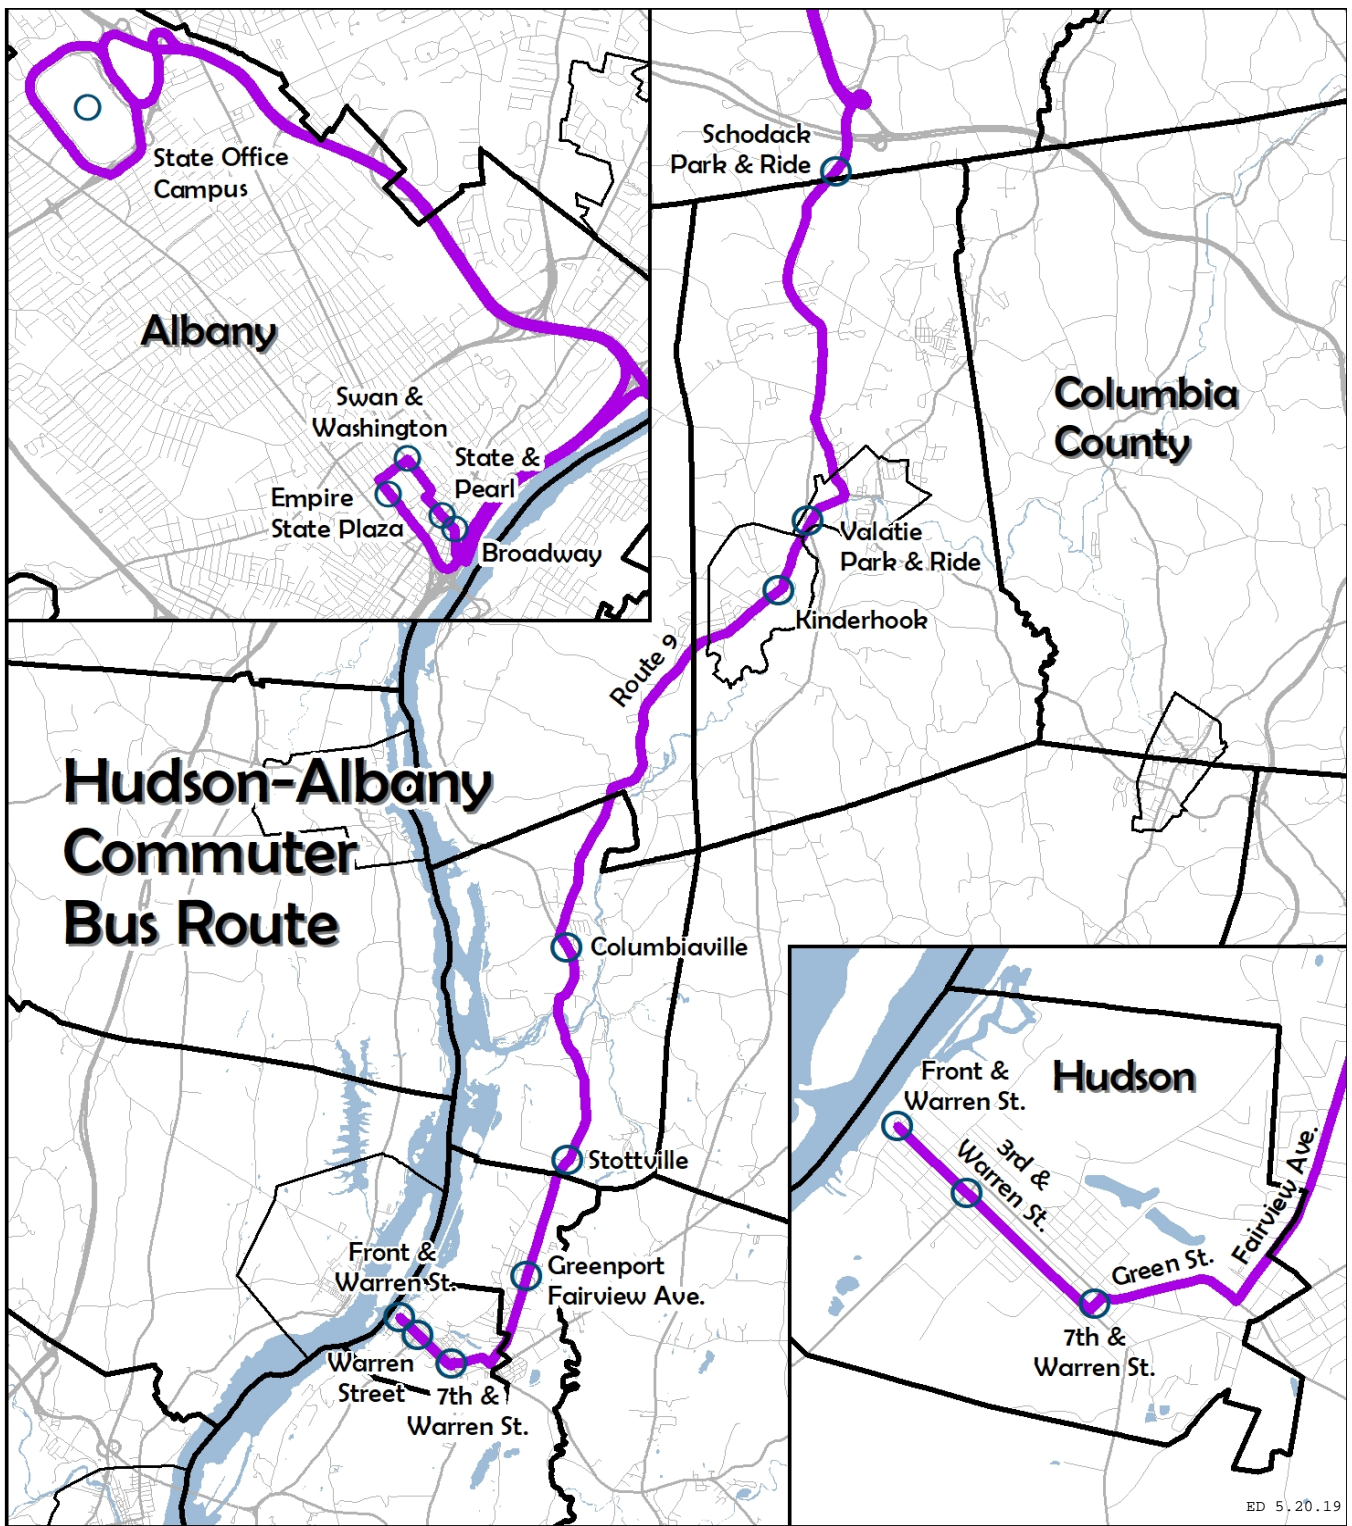 State Office
Campus
Albany
Swan &
Washington
State &
Pearl
Empire
State Plaza
Broadway
Schodack
Park & Ride
Columbia
County
Valatie
Park & Ride
Kinderhook
Route 9
Hudson-Albany
Commuter
Bus Route
Columbiaville
Stottville
Greenport
Fairview Ave.
Front &
Warren St.
Warren
Street
7th &
Warren St.
Hudson
Front &
Warren St.
3rd &
Warren St.
Fairview Ave.
Green St.
7th &
Warren St.
ED 5.20.19